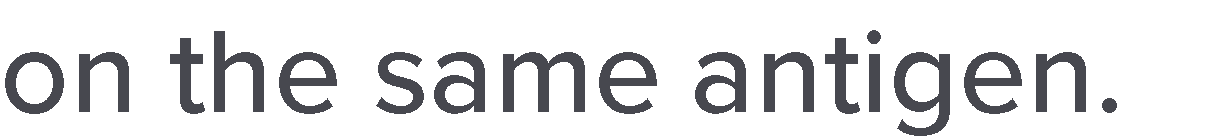 on the same antigen.